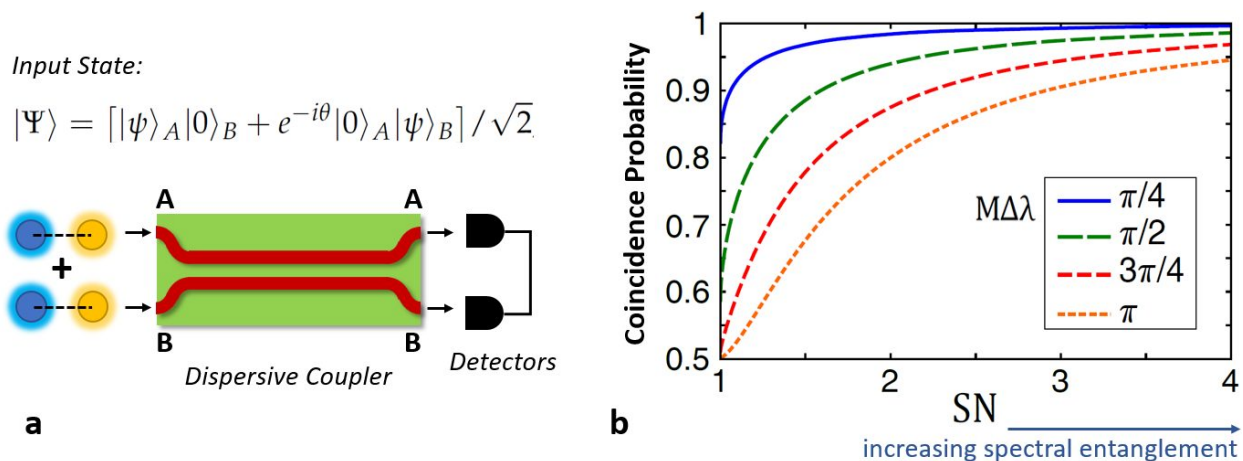 Input State:
|Ψ⟩ = ⌈|ψ⟩_A|0⟩_B + e^{-iθ}|0⟩_A|ψ⟩_B⌉/√2,
A A
+
B B
Dispersive Coupler
Detectors
a
Coincidence Probability
1
0.9
0.8
0.7
0.6
0.5
MΔλ
π/4
π/2
3π/4
π
1 2 3 4
SN
increasing spectral entanglement
b